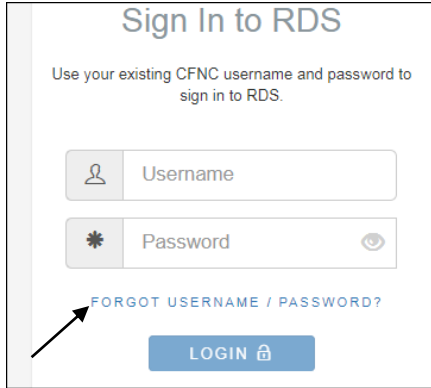 Sign In to RDS
Use your existing CFNC username and password to
sign in to RDS.
Username
Password
FORGOT USERNAME / PASSWORD?
LOGIN